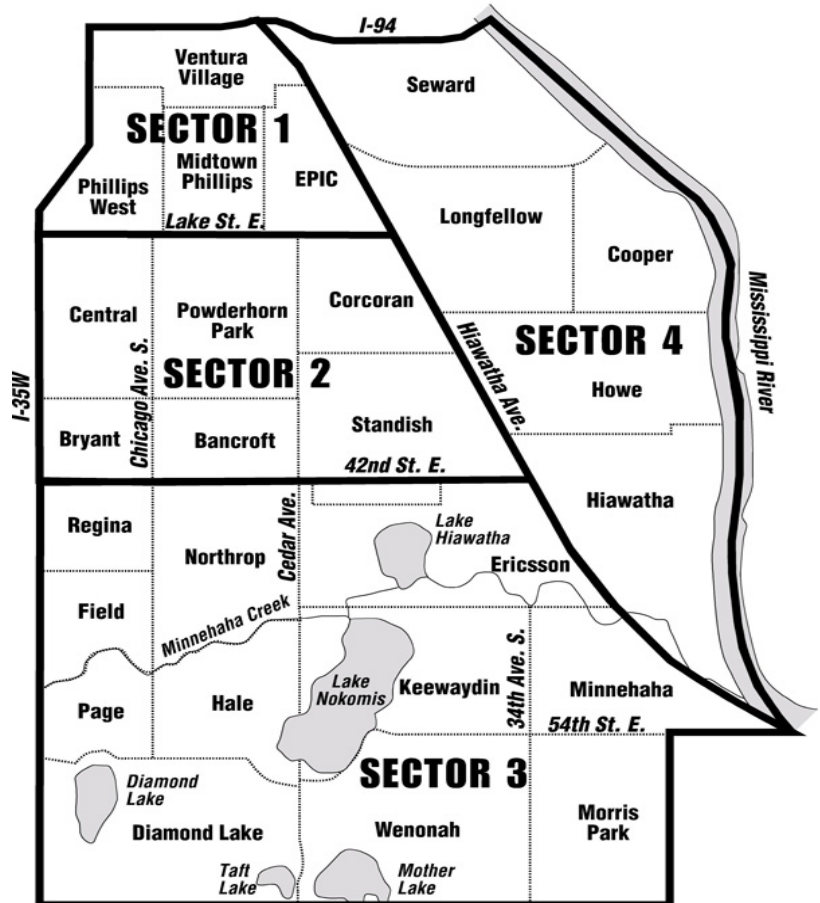 I-94
Ventura
Village
Seward
SECTOR 1
Midtown
Phillips
EPIC
Phillips
West
Lake St. E.
Longfellow
Cooper
Mississippi River
Central
Powderhorn
Park
Corcoran
Hiawatha Ave.
SECTOR 4
I-35W
Chicago Ave. S.
SECTOR 2
Howe
Bryant
Bancroft
Standish
42nd St. E.
Hiawatha
Regina
Northrop
Cedar Ave.
Lake
Hiawatha
Ericsson
Field
Minnehaha Creek
Page
Hale
Lake
Nokomis
Keewaydin
34th Ave. S.
Minnehaha
54th St. E.
SECTOR 3
Diamond
Lake
Diamond Lake
Wenonah
Morris
Park
Taft
Lake
Mother
Lake